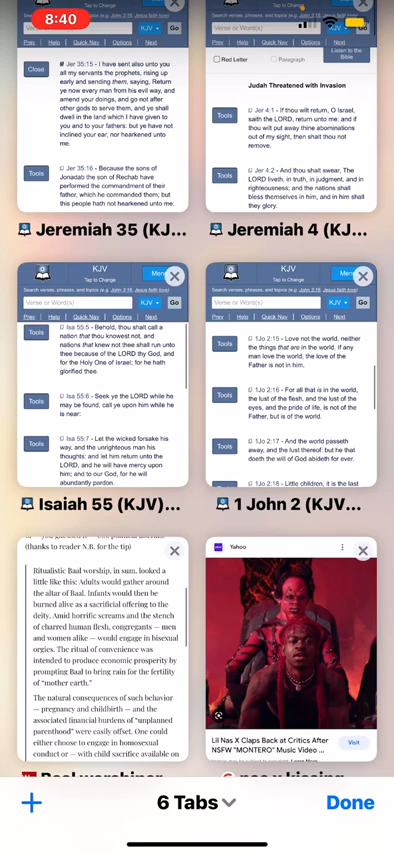 8:40
Tap to Change
Search verses, phrases, and topics (e.g. John 3:16, Jesus faith love)
Verse or Word(s)
KJV
Go
Prev | Help | Quick Nav | Options | Next
Close
Jer 35:15 - I have sent also unto you
all my servants the prophets, rising up
early and sending them, saying, Return
ye now every man from his evil way, and
amend your doings, and go not after
other gods to serve them, and ye shall
dwell in the land which I have given to
you and to your fathers: but ye have not
inclined your ear, nor hearkened unto
me.
Tools
Jer 35:16 - Because the sons of
Jonadab the son of Rechab have
performed the commandment of their
father, which he commanded them; but
this people hath not hearkened unto me:
Jeremiah 35 (KJ...
Tap to Change
Search verses, phrases, and topics (e.g. John 3:16, Jesus faith love)
Verse or Word(s)
KJV
Go
Prev | Help | Quick Nav | Options | Next
Red Letter
Paragraph
Listen to the
Bible
Judah Threatened with Invasion
Tools
Jer 4:1 - If thou wilt return, O Israel,
saith the LORD, return unto me: and if
thou wilt put away thine abominations
out of my sight, then shalt thou not
remove.
Tools
Jer 4:2 - And thou shalt swear, The
LORD liveth, in truth, in judgment, and in
righteousness; and the nations shall
bless themselves in him, and in him shall
they glory.
Jeremiah 4 (KJV...
KJV
Tap to Change
Men
Search verses, phrases, and topics (e.g. John 3:16, Jesus faith love)
Verse or Word(s)
KJV
Go
Prev | Help | Quick Nav | Options | Next
Tools
Isa 55:5 - Behold, thou shalt call a
nation that thou knowest not, and
nations that knew not thee shall run unto
thee because of the LORD thy God, and
for the Holy One of Israel; for he hath
glorified thee.
Tools
Isa 55:6 - Seek ye the LORD while he
may be found, call ye upon him while he
is near:
Tools
Isa 55:7 - Let the wicked forsake his
way, and the unrighteous man his
thoughts: and let him return unto the
LORD, and he will have mercy upon
him; and to our God, for he will
abundantly pardon.
Isaiah 55 (KJV)...
KJV
Tap to Change
Men
Search verses, phrases, and topics (e.g. John 3:16, Jesus faith love)
Verse or Word(s)
KJV
Go
Prev | Help | Quick Nav | Options | Next
Tools
1Jo 2:15 - Love not the world, neither
the things that are in the world. If any
man love the world, the love of the
Father is not in him.
Tools
1Jo 2:16 - For all that is in the world,
the lust of the flesh, and the lust of the
eyes, and the pride of life, is not of the
Father, but is of the world.
Tools
1Jo 2:17 - And the world passeth
away, and the lust thereof: but he that
doeth the will of God abideth for ever.
1Jo 2:18 - Little children, it is the last
1 John 2 (KJV...
(thanks to reader N.B. for the tip)
Ritualistic Baal worship, in sum, looked a
little like this: Adults would gather around
the altar of Baal. Infants would then be
burned alive as a sacrificial offering to the
deity. Amid horrific screams and the stench
of charred human flesh, congregants — men
and women alike — would engage in bisexual
orgies. The ritual of convenience was
intended to produce economic prosperity by
prompting Baal to bring rain for the fertility
of “mother earth.”
The natural consequences of such behavior
— pregnancy and childbirth — and the
associated financial burdens of “unplanned
parenthood” were easily offset. One could
either choose to engage in homosexual
conduct or — with child sacrifice available on
Yahoo
Lil Nas X Claps Back at Critics After
NSFW "MONTERO" Music Video ...
Visit
6 Tabs
Done